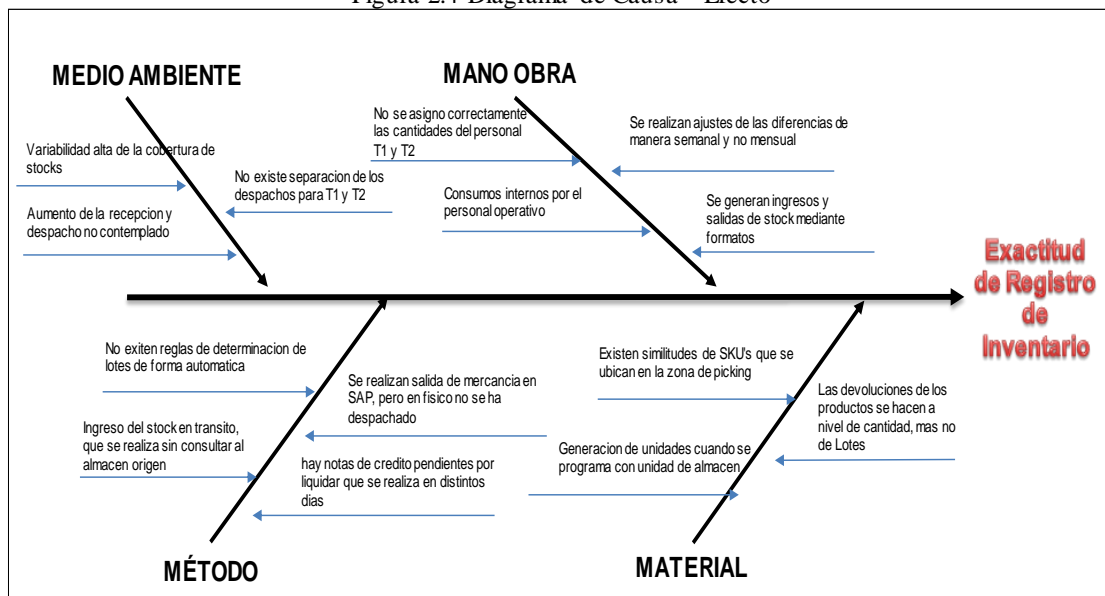 Figura 2.4 Diagrama de Causa – Efecto
MEDIO AMBIENTE
Variabilidad alta de la cobertura de
stocks
No existe separacion de los
despachos para T1 y T2
Aumento de la recepcion y
despacho no contemplado
MANO OBRA
No se asigno correctamente
las cantidades del personal
T1 y T2
Se realizan ajustes de las diferencias de
manera semanal y no mensual
Consumos internos por el
personal operativo
Se generan ingresos y
salidas de stock mediante
formatos
Exactitud
de Registro
de
Inventario
No exiten reglas de determinacion de
lotes de forma automatica
Se realizan salida de mercancia en
SAP, pero en fisico no se ha
despachado
Ingreso del stock en transito,
que se realiza sin consultar al
almacen origen
hay notas de credito pendientes por
liquidar que se realiza en distintos
dias
MÉTODO
Existen similitudes de SKU's que se
ubican en la zona de picking
Las devoluciones de los
productos se hacen a
nivel de cantidad, mas no
de Lotes
Generacion de unidades cuando se
programa con unidad de almacen
MATERIAL